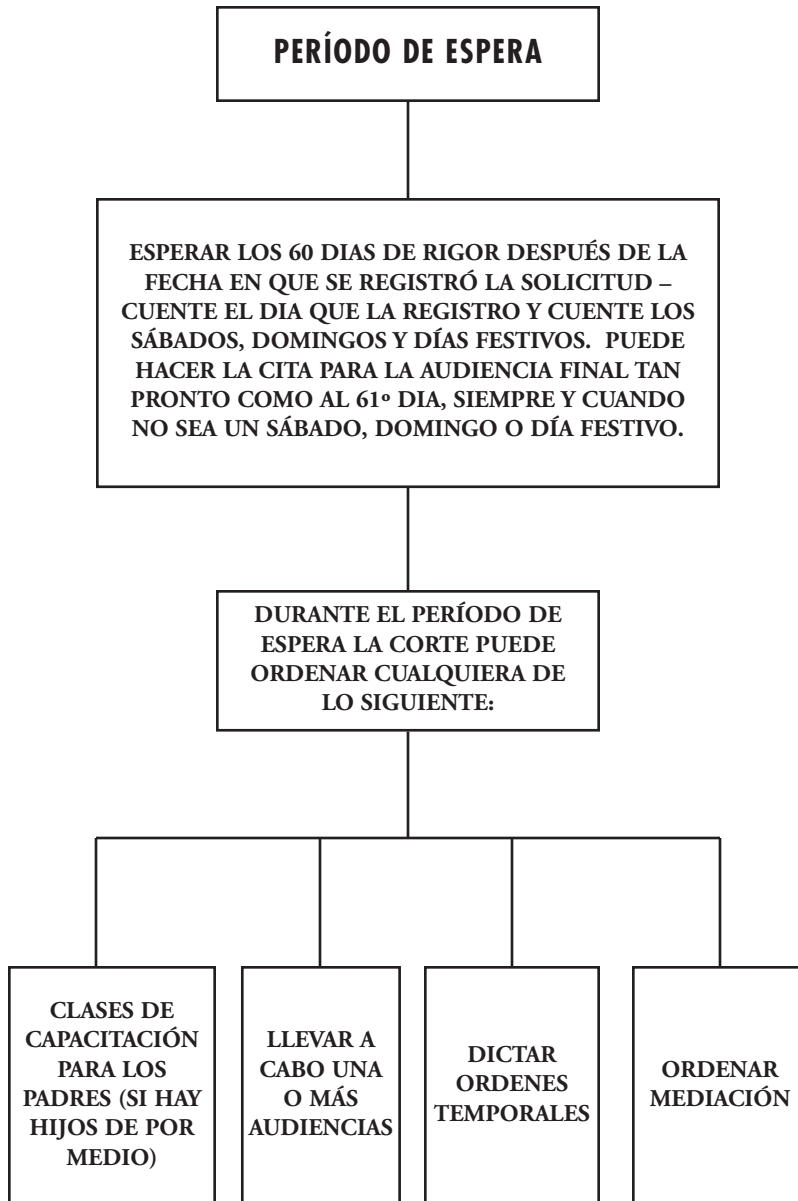 PERÍODO DE ESPERA
ESPERAR LOS 60 DIAS DE RIGOR DESPUÉS DE LA
FECHA EN QUE SE REGISTRÓ LA SOLICITUD –
CUENTE EL DIA QUE LA REGISTRO Y CUENTE LOS
SÁBADOS, DOMINGOS Y DÍAS FESTIVOS. PUEDE
HACER LA CITA PARA LA AUDIENCIA FINAL TAN
PRONTO COMO AL 61º DIA, SIEMPRE Y CUANDO
NO SEA UN SÁBADO, DOMINGO O DÍA FESTIVO.
DURANTE EL PERÍODO DE
ESPERA LA CORTE PUEDE
ORDENAR CUALQUIERA DE
LO SIGUIENTE:
CLASES DE
CAPACITACIÓN
PARA LOS
PADRES (SI HAY
HIJOS DE POR
MEDIO)
LLEVAR A
CABO UNA
O MÁS
AUDIENCIAS
DICTAR
ORDENES
TEMPORALES
ORDENAR
MEDIACIÓN